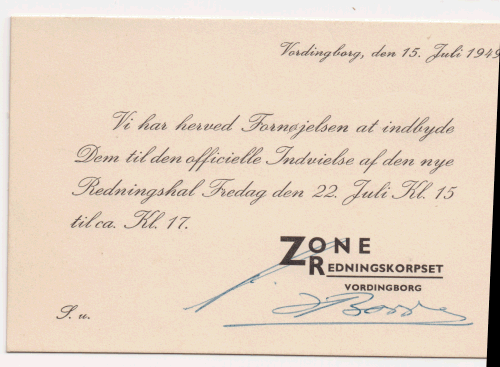 Vordingborg, den 15. Juli 1949
Vi har herved Fornøjelsen at indbyde
Dem til den officielle Indvielse af den nye
Redningshal Fredag den 22. Juli Kl. 15
til ca. Kl. 17.
ZONE
REDNINGSKORPSET
VORDINGBORG
S. u.